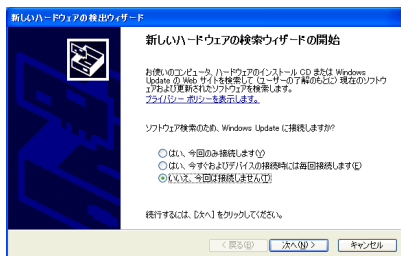 新しいハードウェアの検出ウィザード
新しいハードウェアの検索ウィザードの開始
お使いのコンピュータ、ハードウェアのインストール CD または Windows
Update の Web サイトを検索して (ユーザーの了解のもとに) 現在のソフトウ
ェアおよび更新されたソフトウェアを検索します。
プライバシー ポリシーを表示します。
ソフトウェア検索のため、Windows Update に接続しますか?
はい、今回のみ接続します(Y)
はい、今すぐおよびデバイスの接続時には毎回接続します(E)
いいえ、今回は接続しません(T)
続行するには、[次へ] をクリックしてください。
< 戻る(B)
次へ(N) >
キャンセル